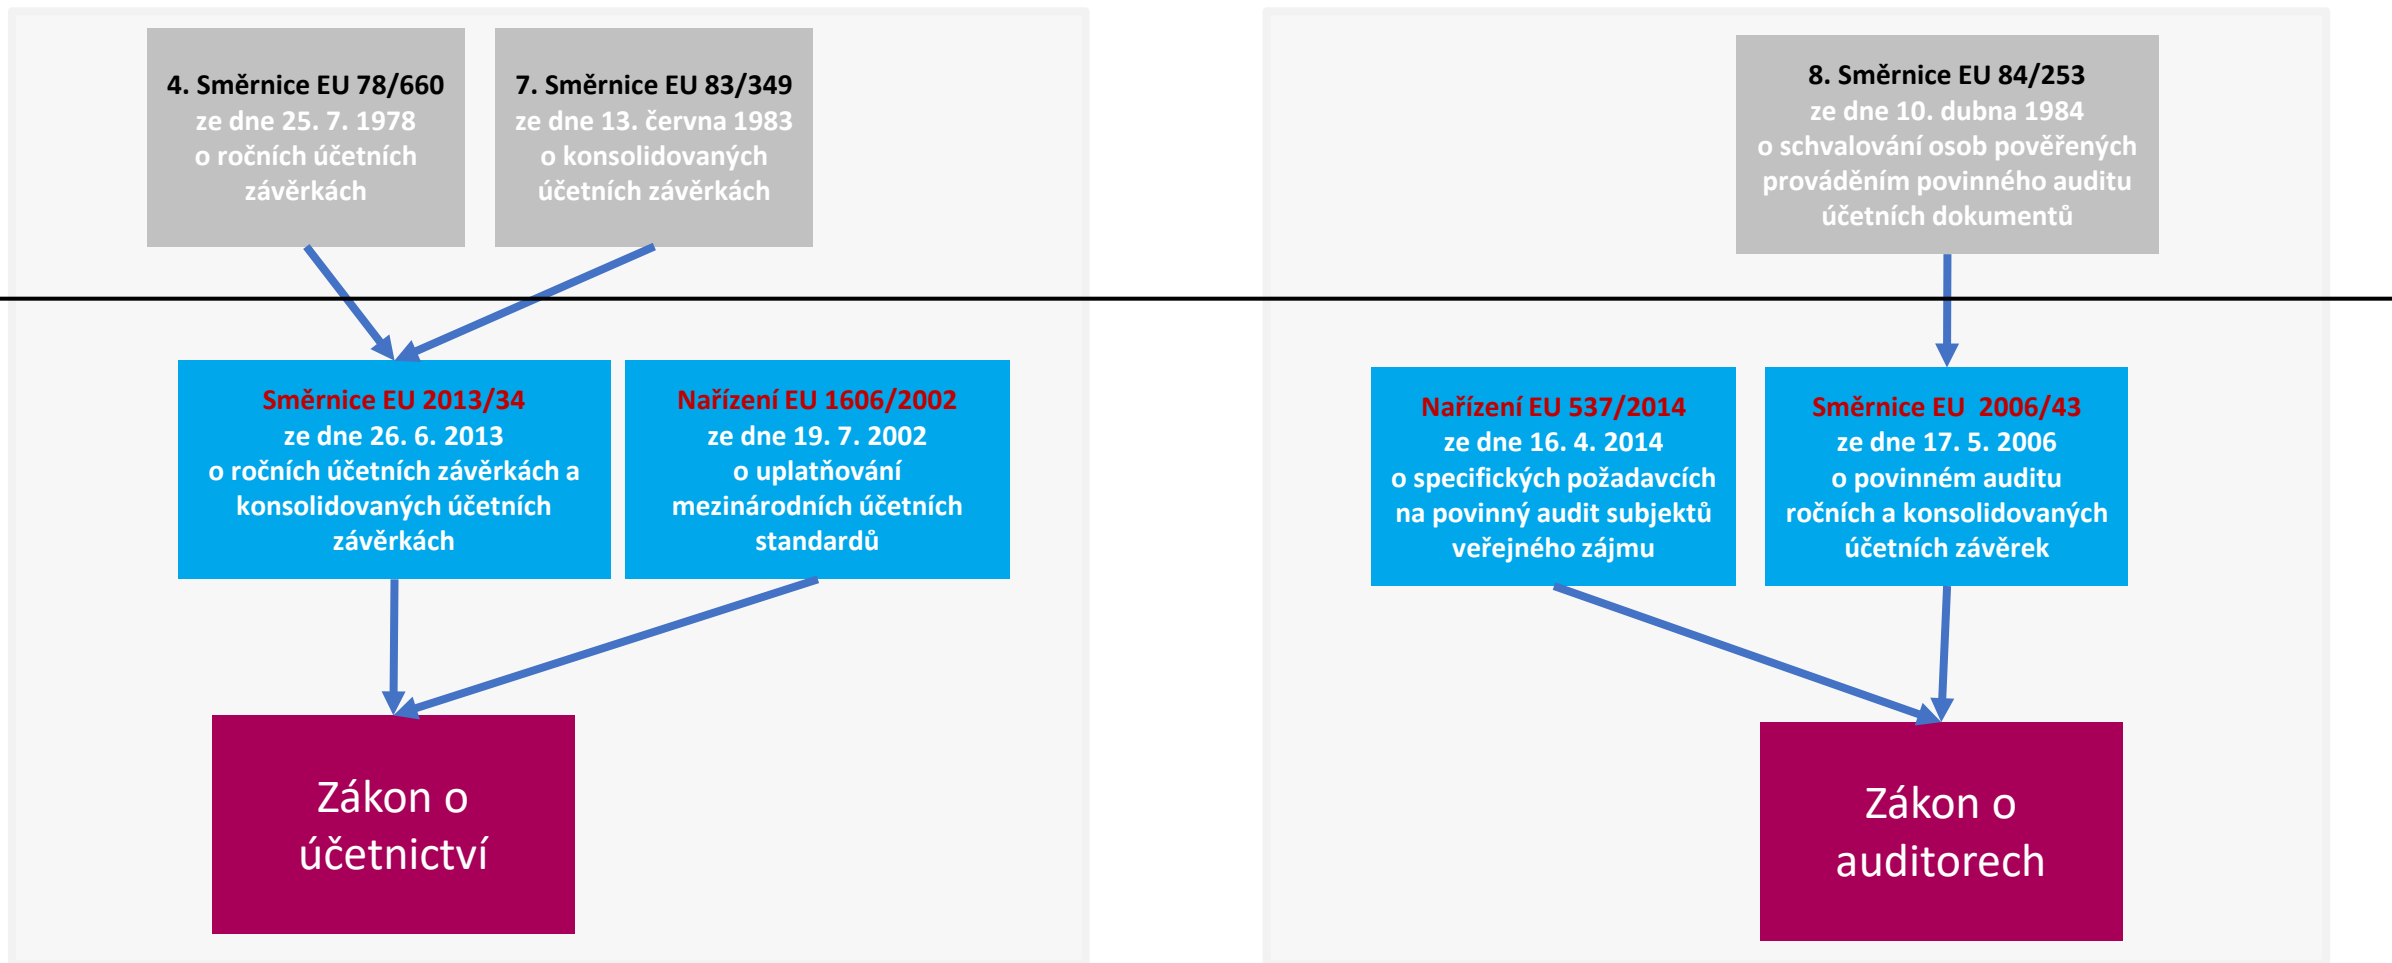 4. Směrnice EU 78/660
ze dne 25. 7. 1978
o ročních účetních
závěrkách
7. Směrnice EU 83/349
ze dne 13. června 1983
o konsolidovaných
účetních závěrkách
8. Směrnice EU 84/253
ze dne 10. dubna 1984
o schvalování osob pověřených
prováděním povinného auditu
účetních dokumentů
Směrnice EU 2013/34
ze dne 26. 6. 2013
o ročních účetních závěrkách a
konsolidovaných účetních
závěrkách
Nařízení EU 1606/2002
ze dne 19. 7. 2002
o uplatňování
mezinárodních účetních
standardů
Nařízení EU 537/2014
ze dne 16. 4. 2014
o specifických požadavcích
na povinný audit subjektů
veřejného zájmu
Směrnice EU  2006/43
ze dne 17. 5. 2006
o povinném auditu
ročních a konsolidovaných
účetních závěrek
Zákon o
účetnictví
Zákon o
auditorech